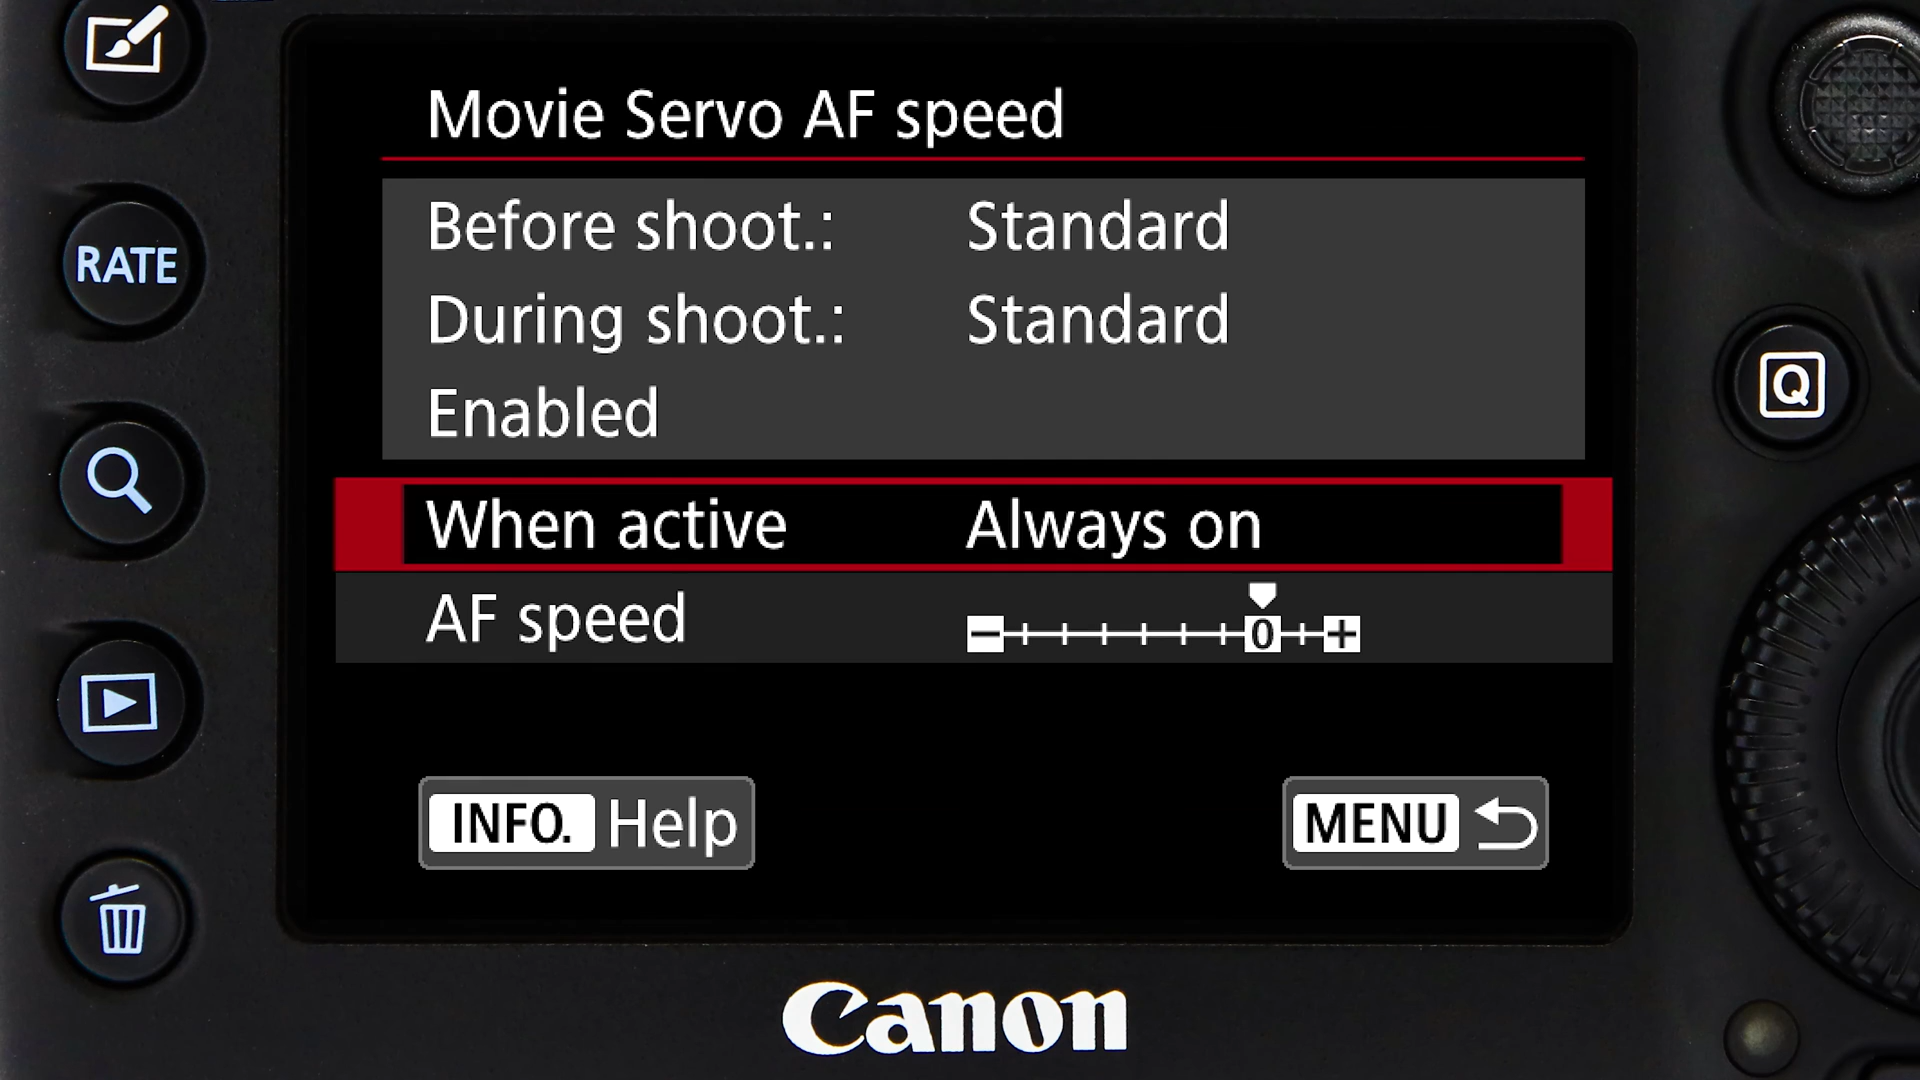 Movie Servo AF speed
Before shoot.: Standard
During shoot.: Standard
Enabled
When active Always on
AF speed − 0 +
INFO. Help
MENU
RATE
Q
Canon